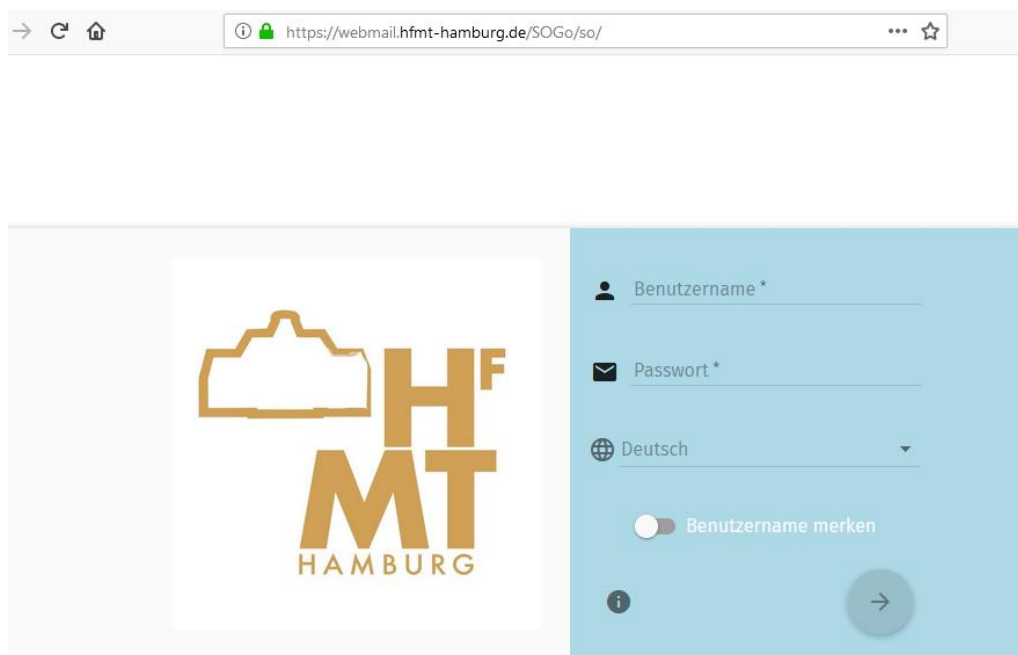 https://webmail.hfmt-hamburg.de/SOGo/so/
Benutzername *
Passwort *
Deutsch
Benutzername merken
HF
MT
HAMBURG